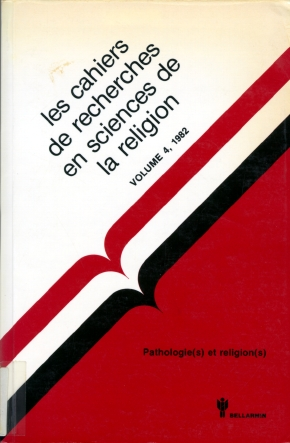 les cahiers
de recherches
en sciences de
la religion
VOLUME 4, 1982
Pathologie(s) et religion(s)
BELLARMIN